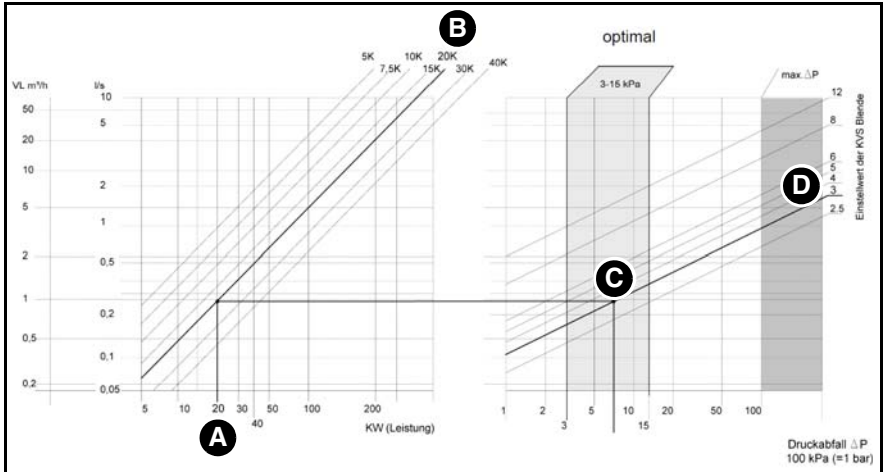 B
optimal
5K 10K 20K
7,5K 15K 30K 40K
3-15 kPa
max.ΔP
VL m³/h
l/s
10
5
2
1
0,5
0,2
0,1
0,05
50
20
10
5
2
1
0,5
0,2
12
8
6
5
4
3
2.5
Einstellwert der KVS Blende
D
C
5 10 20 30 100 200
40
A
KW (Leistung)
1 2 5 10 20 50 100
3 15
Druckabfall ΔP
100 kPa (=1 bar)